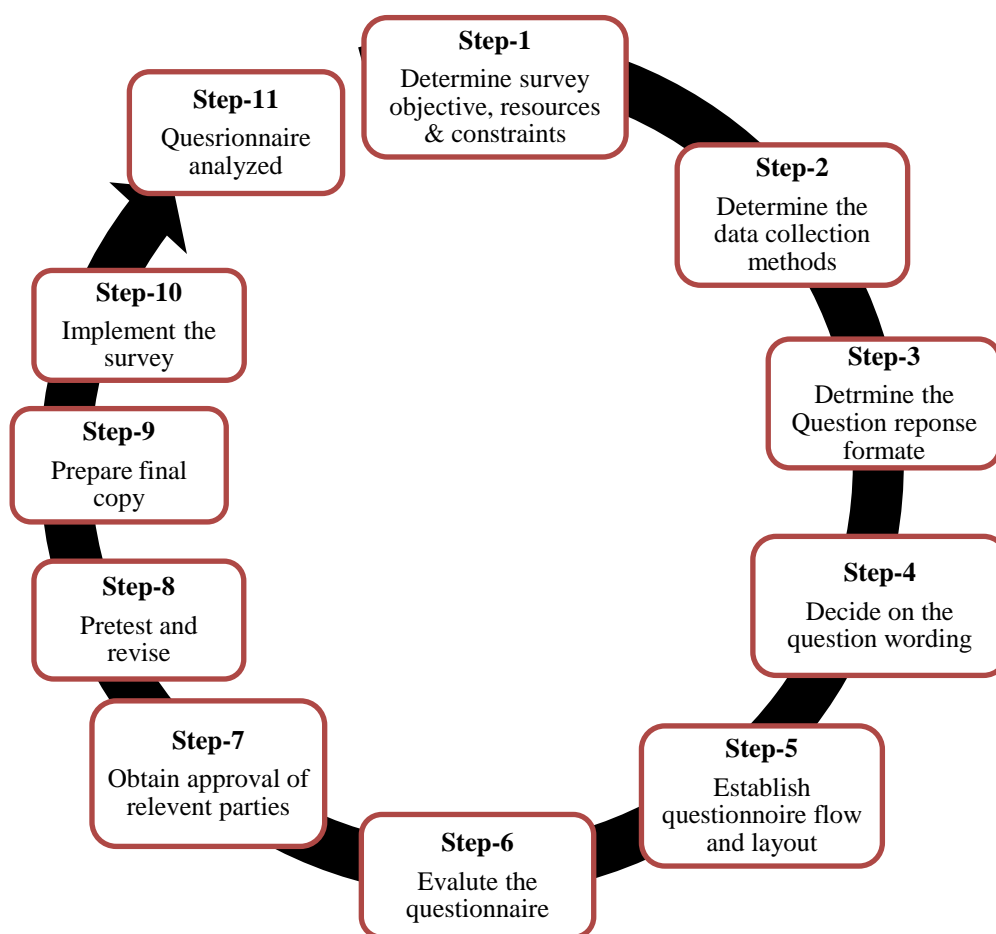 Step-1
Determine survey
objective, resources
& constraints
Step-2
Determine the
data collection
methods
Step-3
Detrmine the
Question reponse
formate
Step-4
Decide on the
question wording
Step-5
Establish
questionnoire flow
and layout
Step-6
Evalute the
questionnaire
Step-7
Obtain approval of
relevent parties
Step-8
Pretest and
revise
Step-9
Prepare final
copy
Step-10
Implement the
survey
Step-11
Quesrionnaire
analyzed